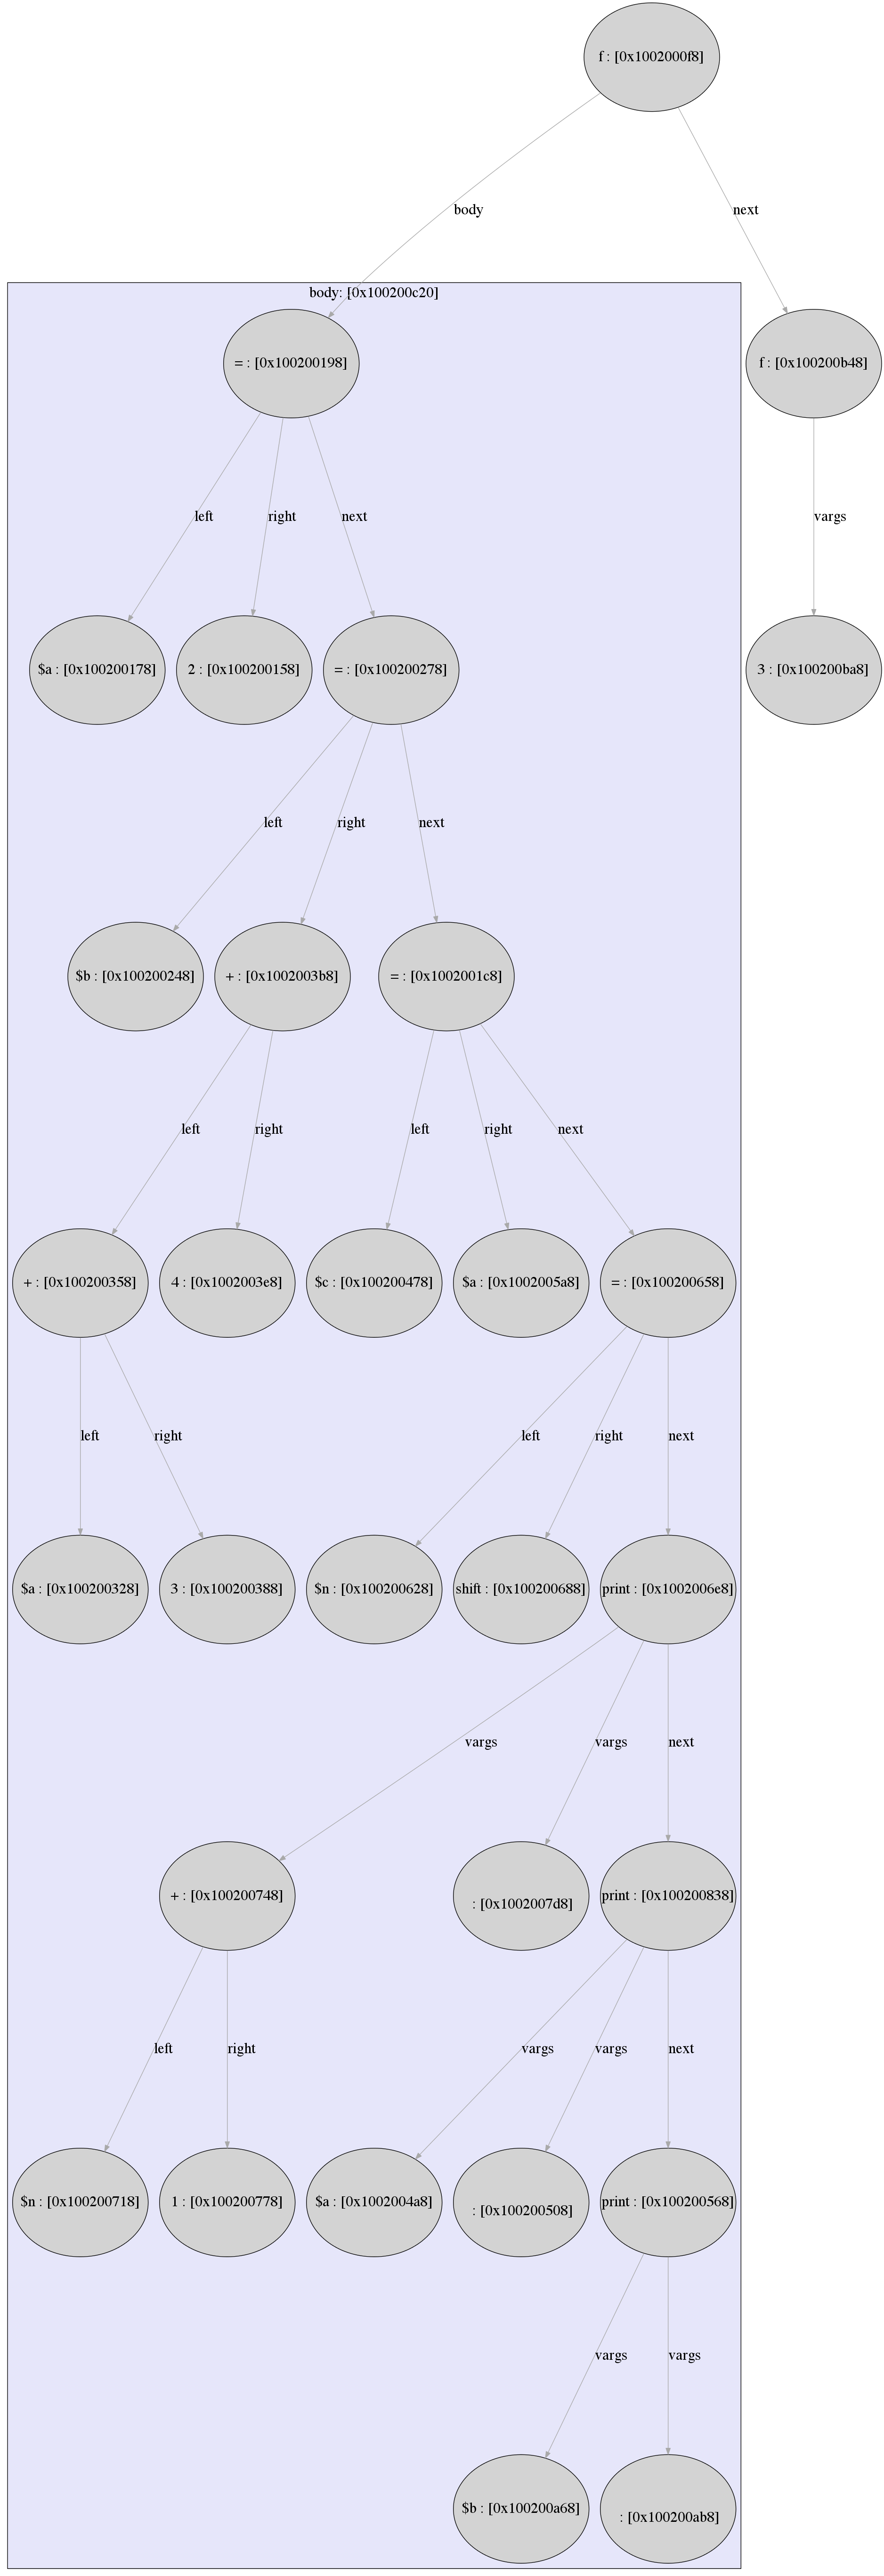 f : [0x1002000f8]
body
next
body: [0x100200c20]
= : [0x100200198]
f : [0x100200b48]
left
right
next
vargs
$a : [0x100200178]
2 : [0x100200158]
= : [0x100200278]
3 : [0x100200ba8]
left
right
next
$b : [0x100200248]
+ : [0x1002003b8]
= : [0x1002001c8]
left
right
left
right
next
+ : [0x100200358]
4 : [0x1002003e8]
$c : [0x100200478]
$a : [0x1002005a8]
= : [0x100200658]
left
right
left
right
next
$a : [0x100200328]
3 : [0x100200388]
$n : [0x100200628]
shift : [0x100200688]
print : [0x1002006e8]
vargs
vargs
next
+ : [0x100200748]
: [0x1002007d8]
print : [0x100200838]
left
right
vargs
vargs
next
$n : [0x100200718]
1 : [0x100200778]
$a : [0x1002004a8]
: [0x100200508]
print : [0x100200568]
vargs
vargs
$b : [0x100200a68]
: [0x100200ab8]